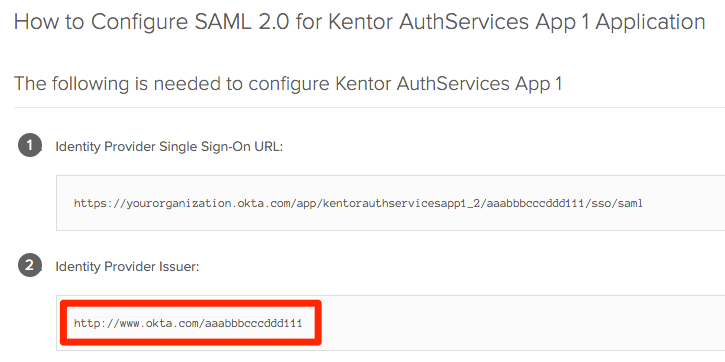 How to Configure SAML 2.0 for Kentor AuthServices App 1 Application
The following is needed to configure Kentor AuthServices App 1
1 Identity Provider Single Sign-On URL:
https://yourorganization.okta.com/app/kentorauthservicesapp1_2/aaabbbcccddd111/sso/saml
2 Identity Provider Issuer:
http://www.okta.com/aaabbbcccddd111